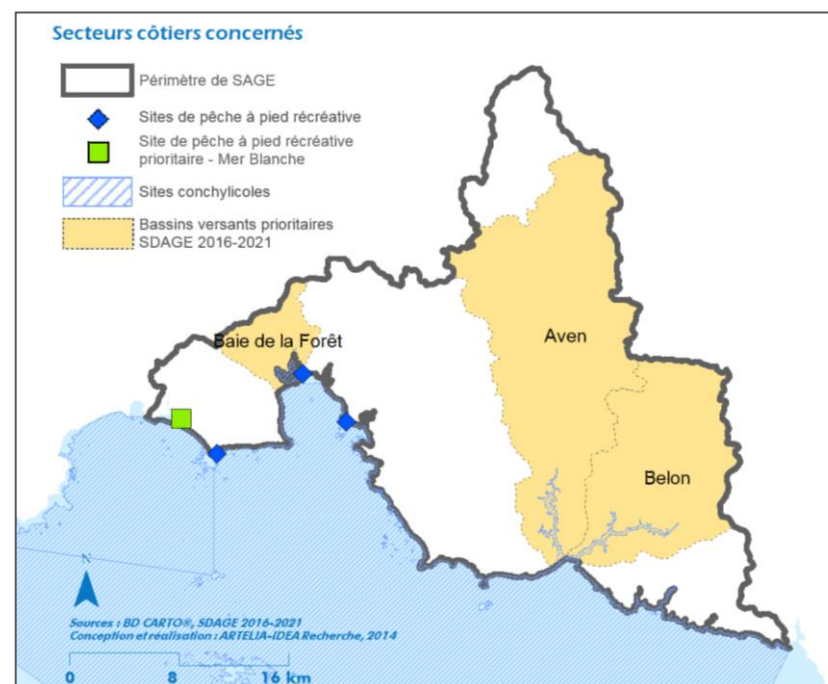 Secteurs côtiers concernés
Périmètre de SAGE
Sites de pêche à pied récréative
Site de pêche à pied récréative
prioritaire - Mer Blanche
Sites conchylicoles
Bassins versants prioritaires
SDAGE 2016-2021
Baie de la Forêt
Aven
Belon
N
Sources : BD CARTO®, SDAGE 2016-2021
Conception et réalisation : ARTELIA-IDEA Recherche, 2014
0 8 16 km